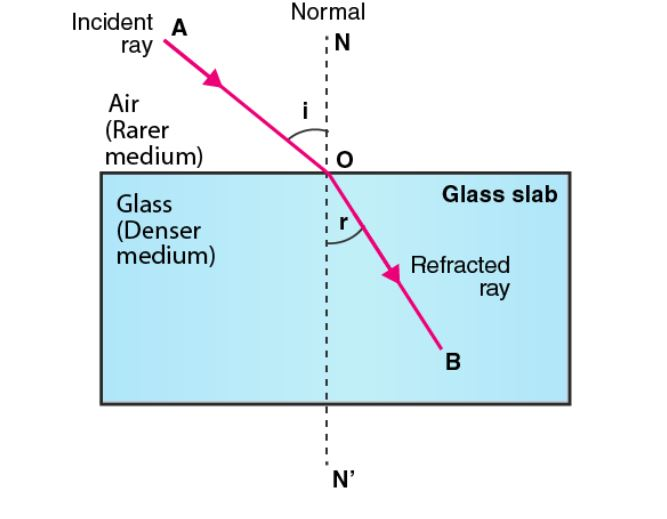 Normal
Incident
ray
A
N
i
Air
(Rarer
medium)
O
Glass slab
Glass
(Denser
medium)
r
Refracted
ray
B
N’